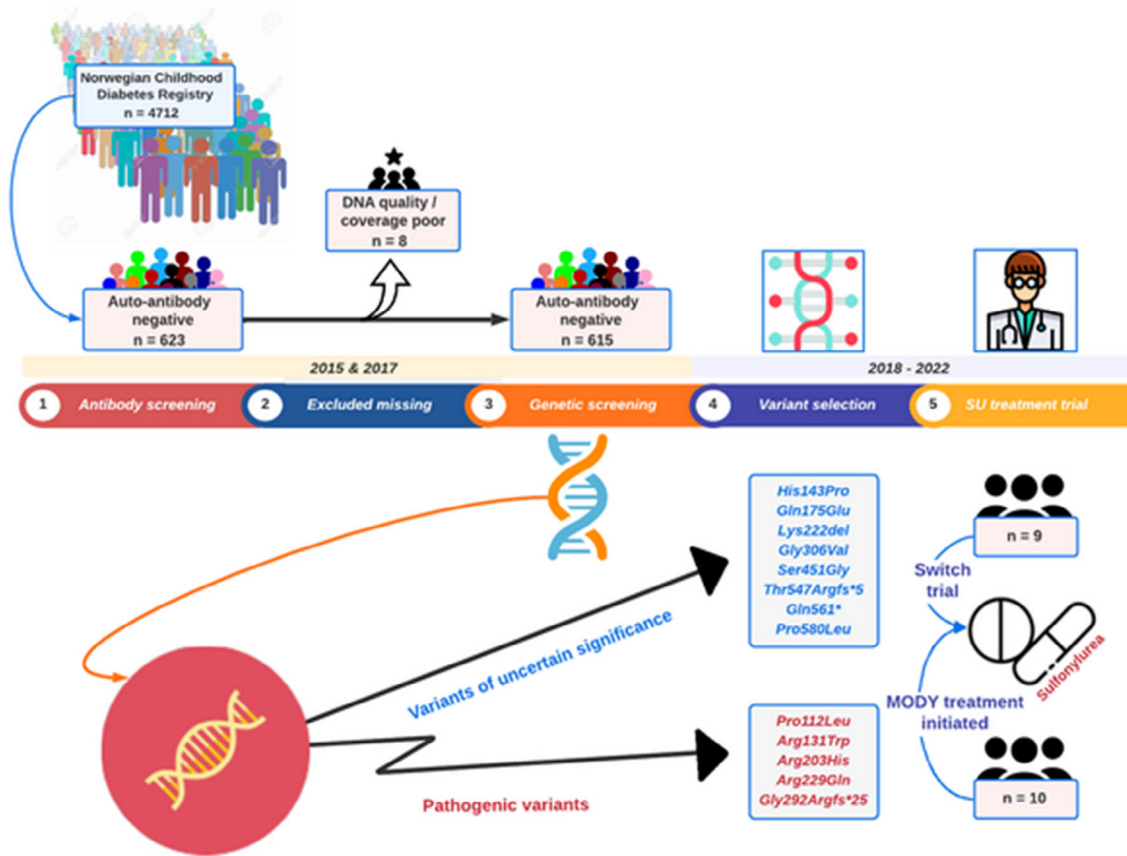 Norwegian Childhood
Diabetes Registry
n = 4712
DNA quality /
coverage poor
n = 8
Auto-antibody
negative
n = 623
Auto-antibody
negative
n = 615
2015 & 2017
2018 - 2022
1 Antibody screening
2 Excluded missing
3 Genetic screening
4 Variant selection
5 SU treatment trial
His143Pro
Gln175Glu
Lys222del
Gly306Val
Ser451Gly
Thr547Argfs*5
Gln561*
Pro580Leu
n = 9
Switch
trial
Sulfonylurea
Variants of uncertain significance
MODY treatment
initiated
Pro112Leu
Arg131Trp
Arg203His
Arg229Gln
Gly292Argfs*25
Pathogenic variants
n = 10